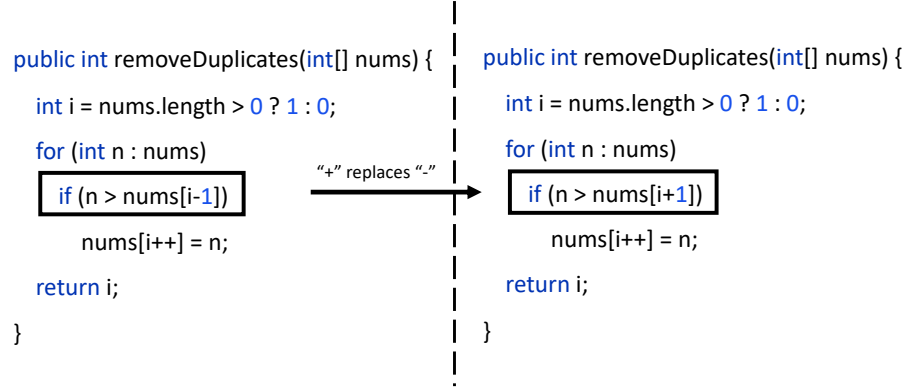 public int removeDuplicates(int[] nums) {
int i = nums.length > 0 ? 1 : 0;
for (int n : nums)
if (n > nums[i-1])
nums[i++] = n;
return i;
}
“+” replaces “-”
public int removeDuplicates(int[] nums) {
int i = nums.length > 0 ? 1 : 0;
for (int n : nums)
if (n > nums[i+1])
nums[i++] = n;
return i;
}